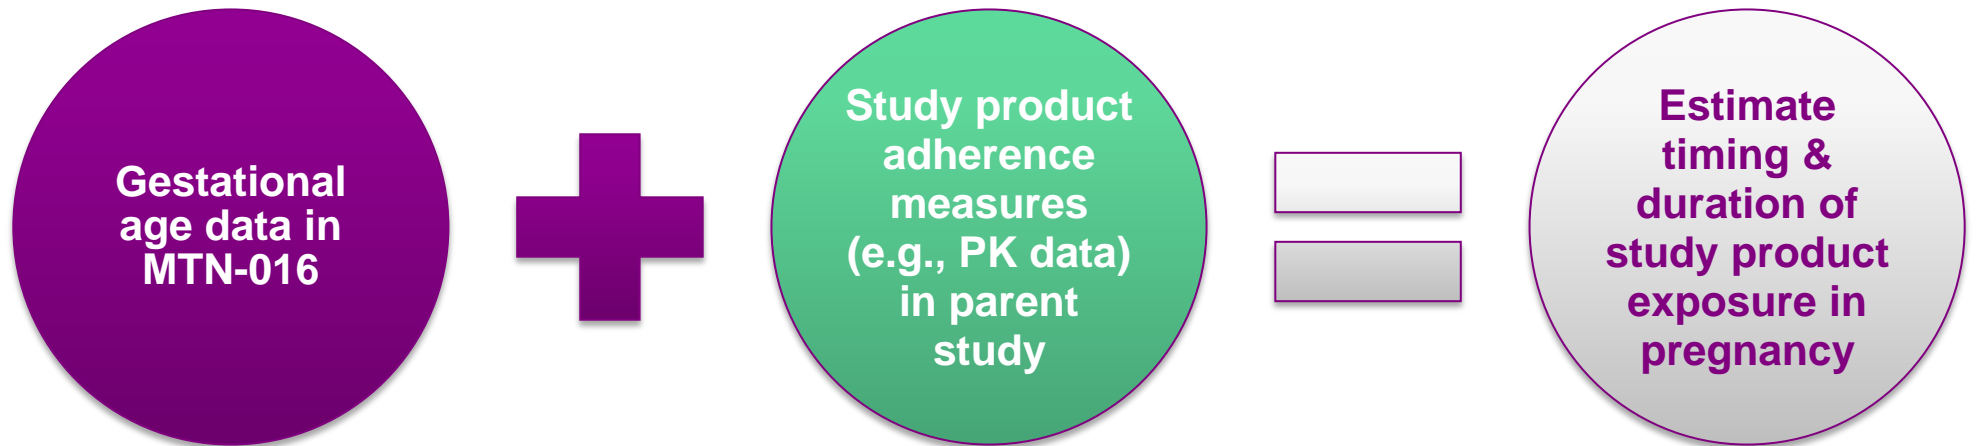 Gestational
age data in
MTN-016
Study product
adherence
measures
(e.g., PK data)
in parent
study
Estimate
timing &
duration of
study product
exposure in
pregnancy